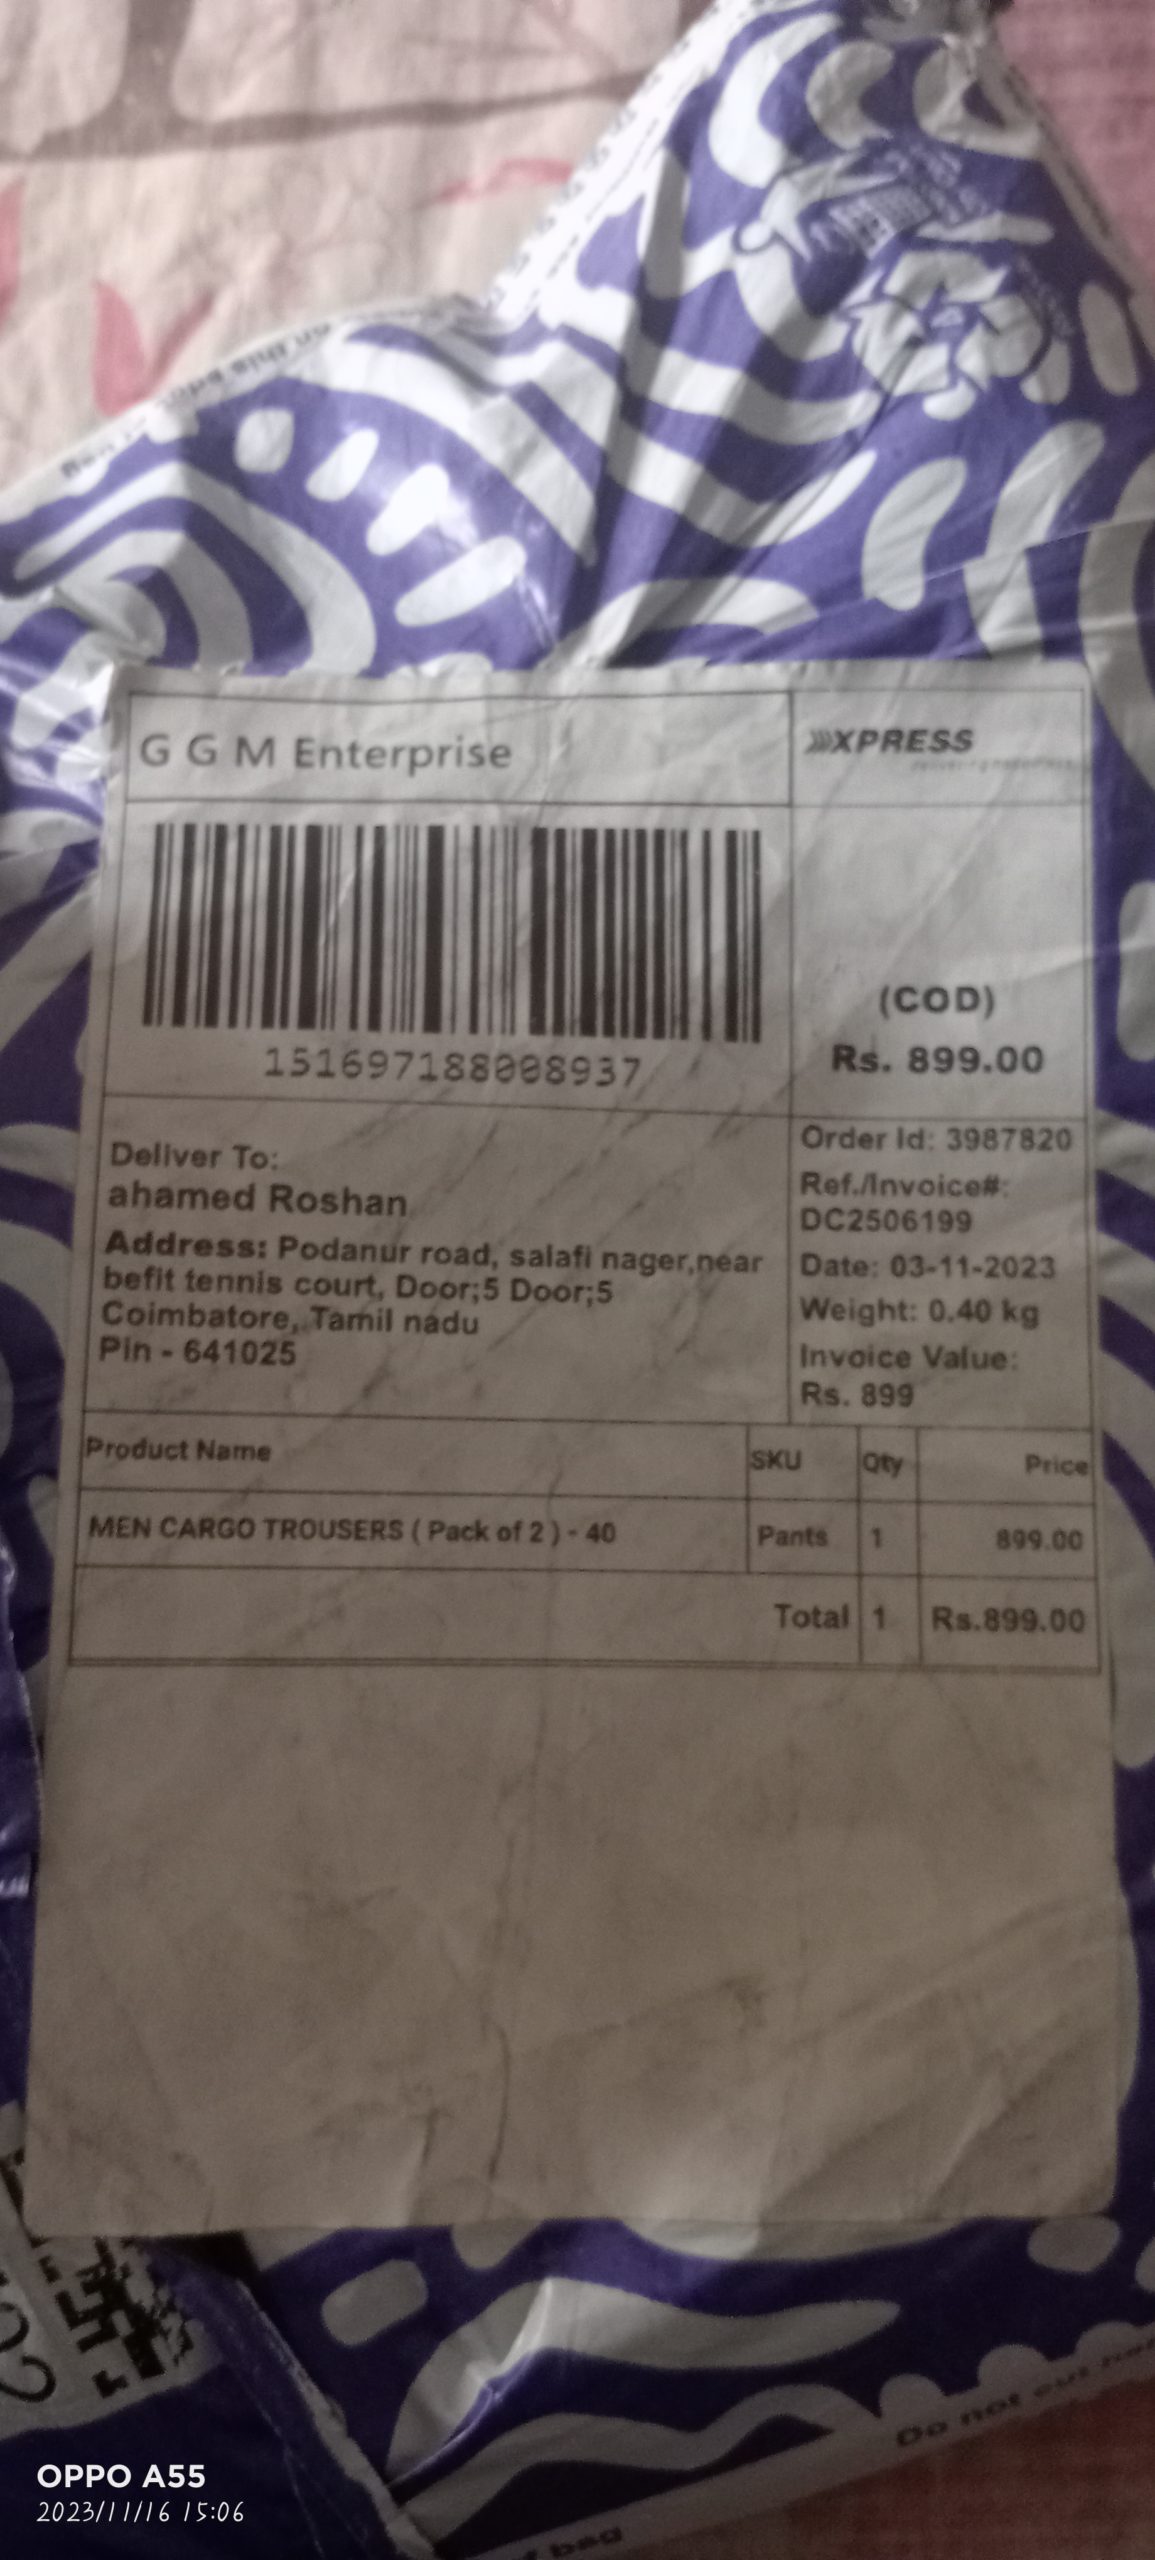 G G M Enterprise
XPRESS
151697188008937
(COD)
Rs. 899.00
Deliver To:
ahamed Roshan
Address: Podanur road, salafi nager,near
befit tennis court, Door;5 Door;5
Coimbatore, Tamil nadu
Pin - 641025
Order Id: 3987820
Ref./Invoice#:
DC2506199
Date: 03-11-2023
Weight: 0.40 kg
Invoice Value:
Rs. 899
Product Name SKU Qty Price
MEN CARGO TROUSERS ( Pack of 2 ) - 40 Pants 1 899.00
Total 1 Rs.899.00
Do not cut
bag
OPPO A55
2023/11/16 15:06